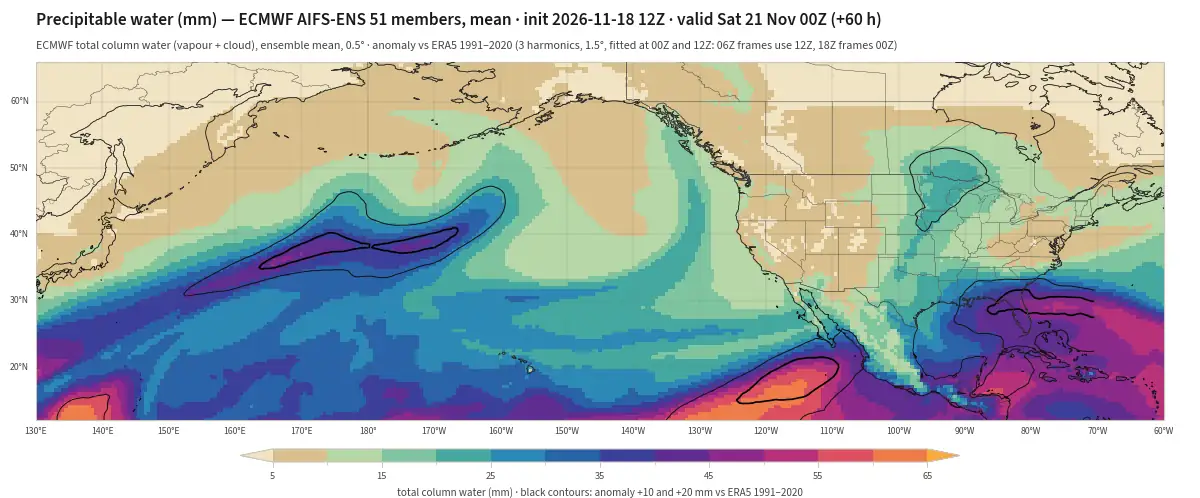 Precipitable water (mm) — ECMWF AIFS-ENS 51 members, mean · init 2026-11-18 12Z · valid Sat 21 Nov 00Z (+60 h)
ECMWF total column water (vapour + cloud), ensemble mean, 0.5° · anomaly vs ERA5 1991–2020 (3 harmonics, 1.5°, fitted at 00Z and 12Z: 06Z frames use 12Z, 18Z frames 00Z)
60°N
50°N
40°N
30°N
20°N
130°E 140°E 150°E 160°E 170°E 180° 170°W 160°W 150°W 140°W 130°W 120°W 110°W 100°W 90°W 80°W 70°W 60°W
5 15 25 35 45 55 65
total column water (mm) · black contours: anomaly +10 and +20 mm vs ERA5 1991–2020